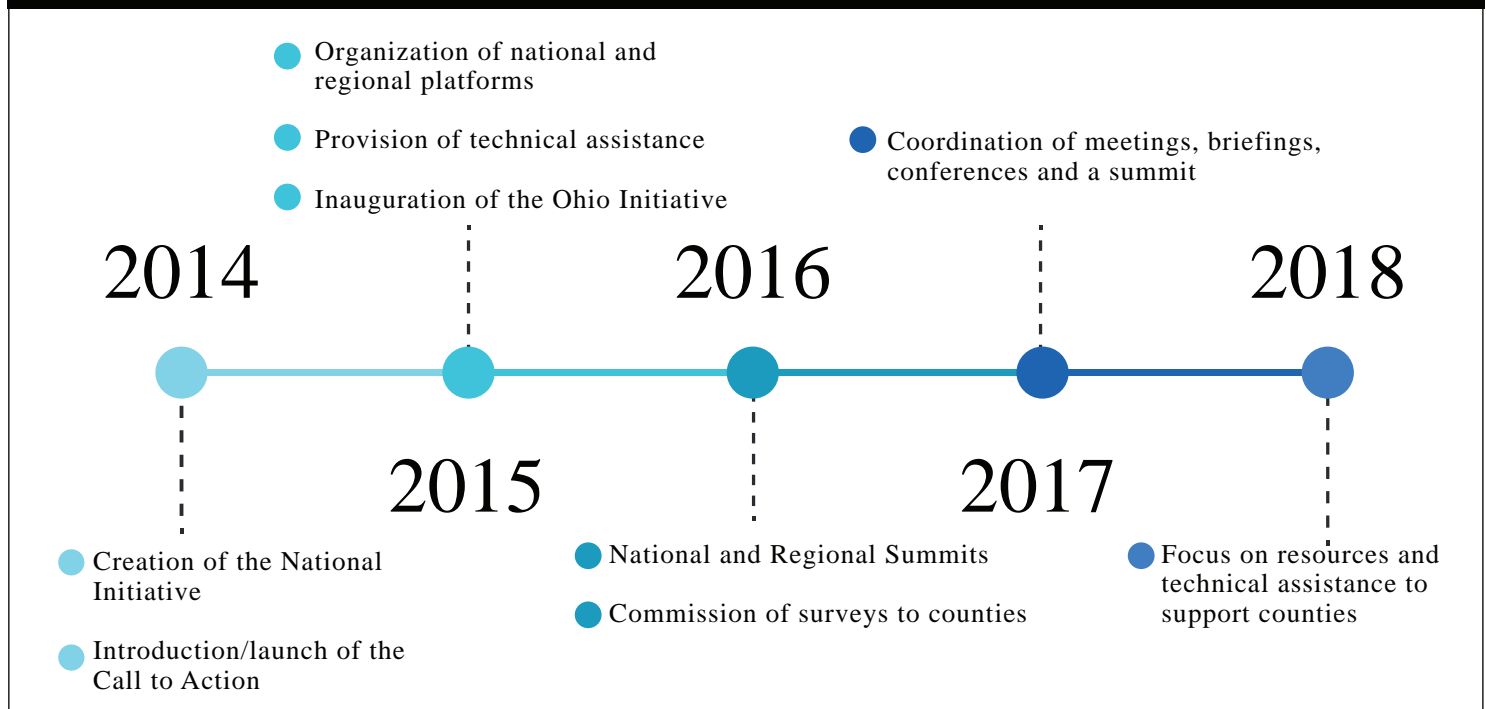 Organization of national and
regional platforms
Provision of technical assistance
Inauguration of the Ohio Initiative
Coordination of meetings, briefings,
conferences and a summit
2014
2016
2018
2015
2017
Creation of the National
Initiative
Introduction/launch of the
Call to Action
National and Regional Summits
Commission of surveys to counties
Focus on resources and
technical assistance to
support counties